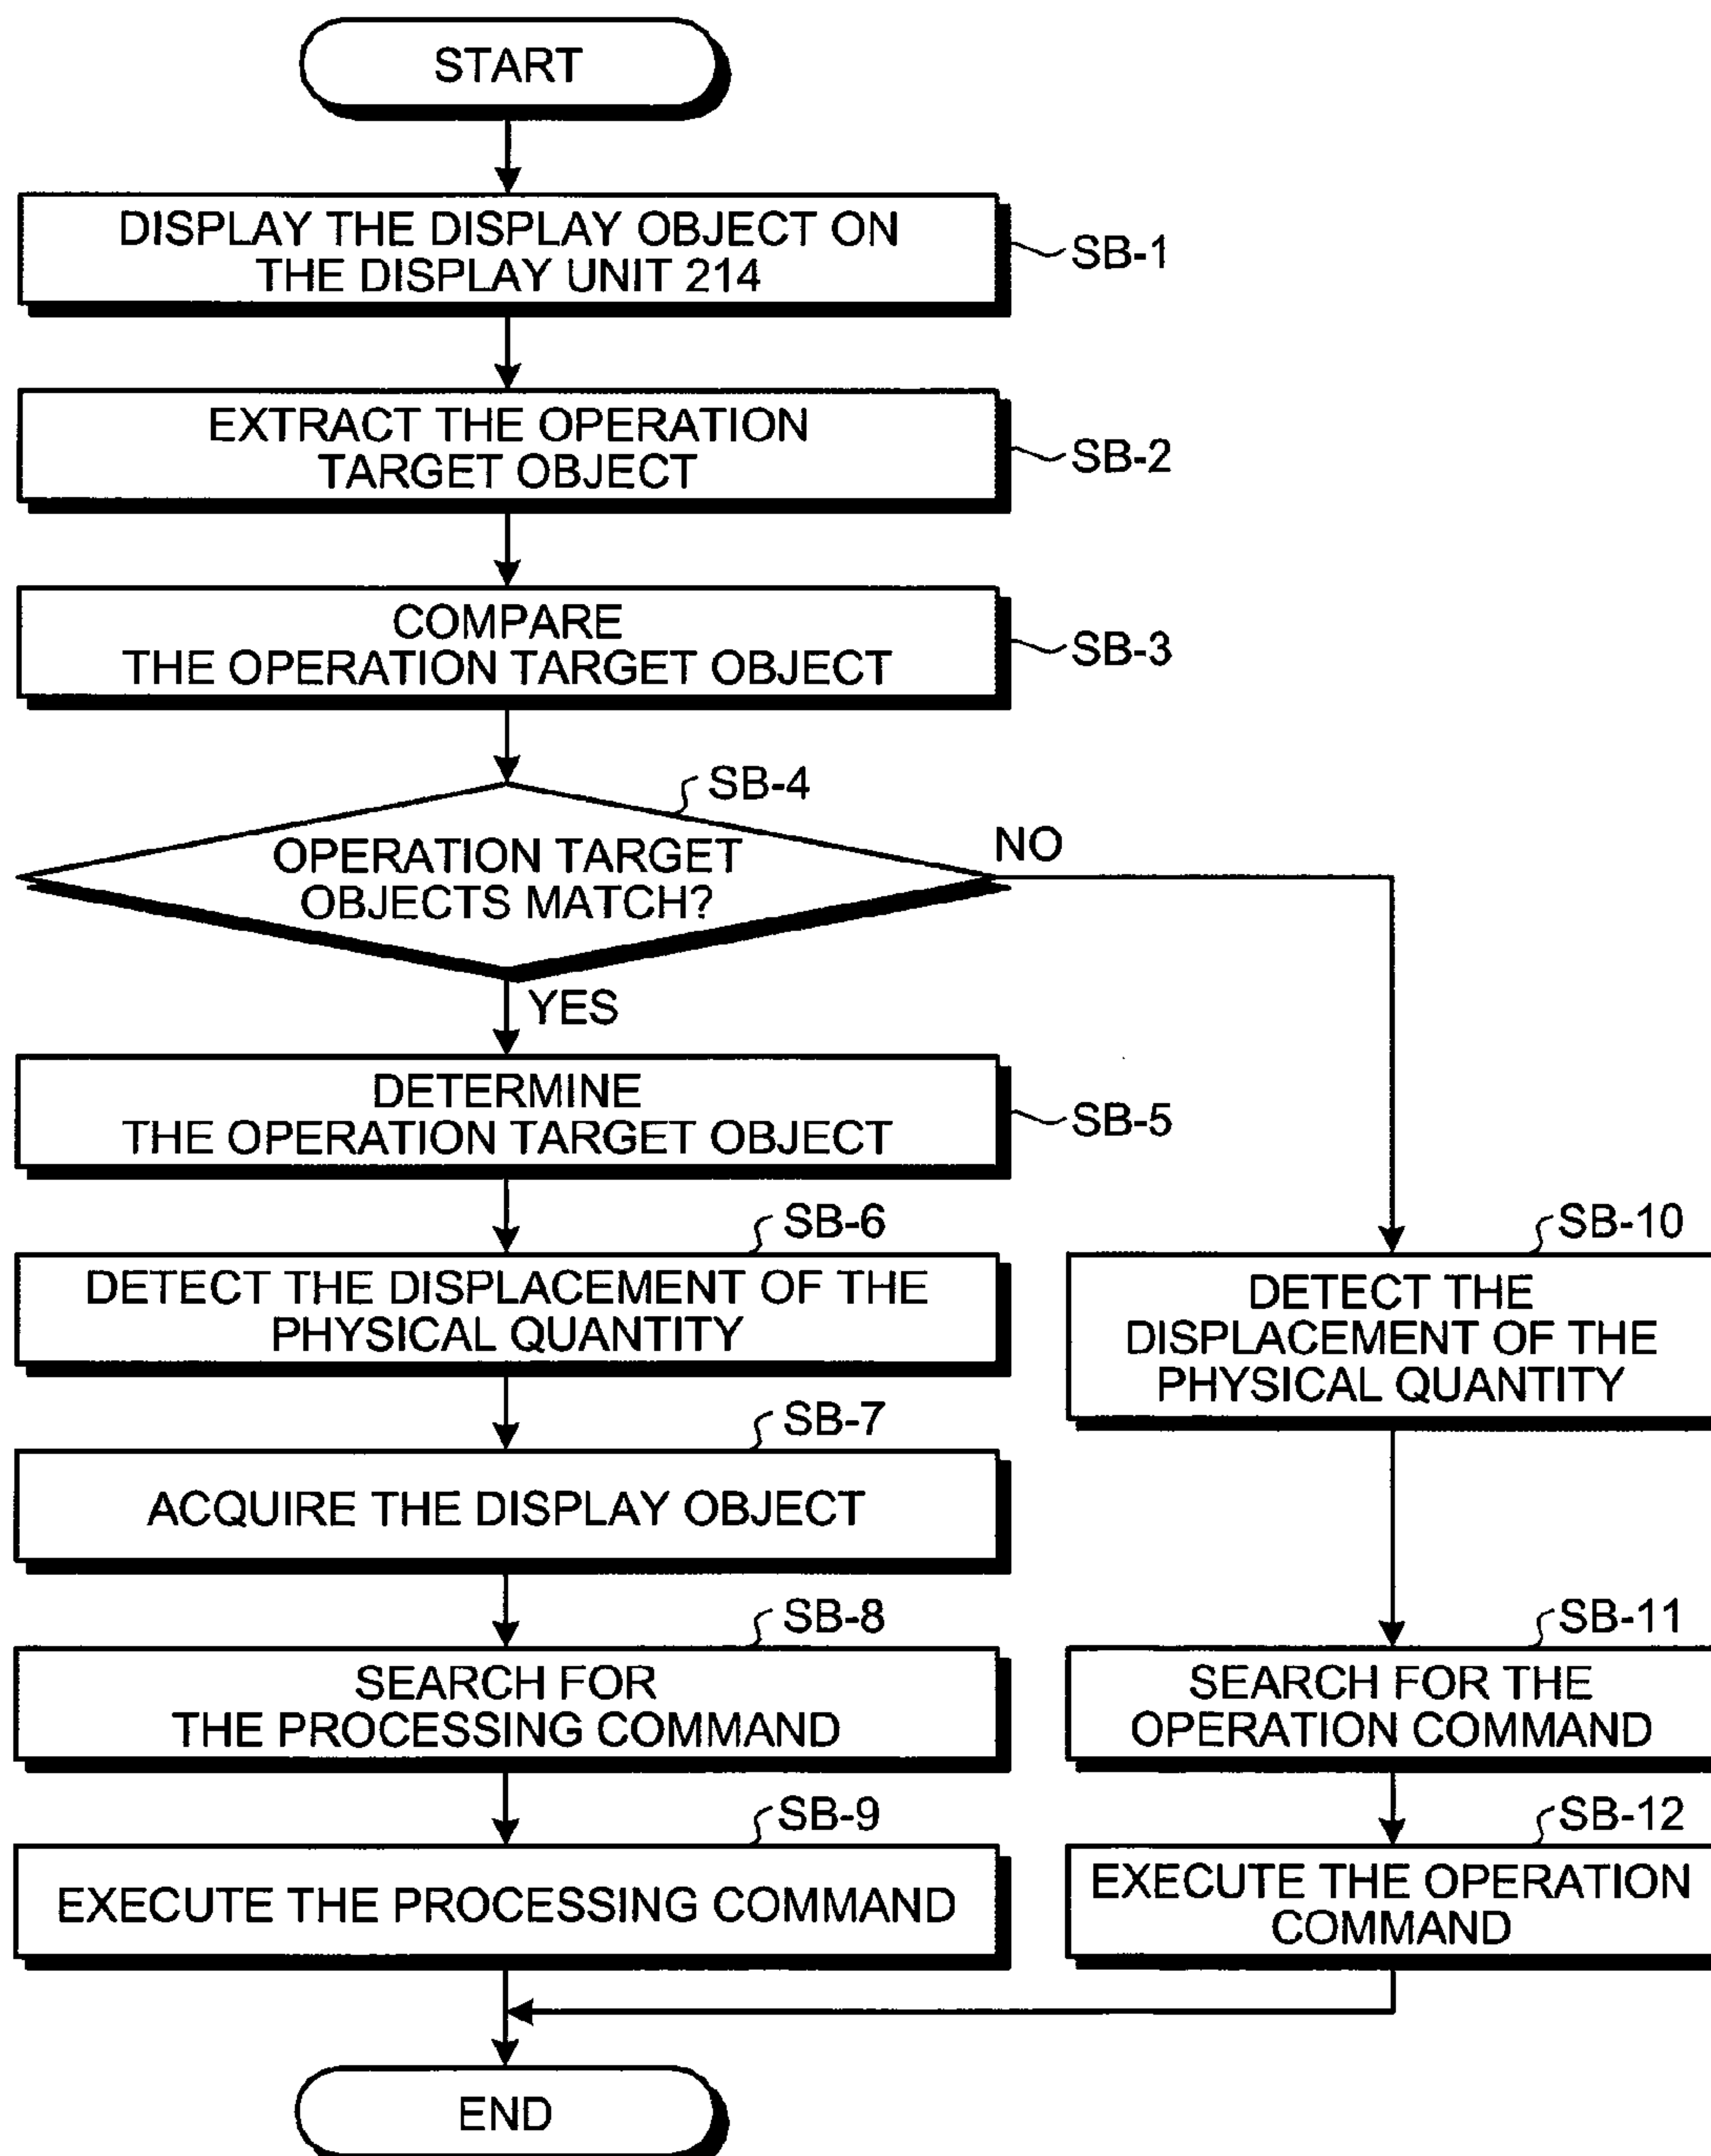 START
DISPLAY THE DISPLAY OBJECT ON
THE DISPLAY UNIT 214
SB-1
EXTRACT THE OPERATION
TARGET OBJECT
SB-2
COMPARE
THE OPERATION TARGET OBJECT
SB-3
SB-4
OPERATION TARGET
OBJECTS MATCH?
NO
YES
DETERMINE
THE OPERATION TARGET OBJECT
SB-5
SB-6
DETECT THE DISPLACEMENT OF THE
PHYSICAL QUANTITY
SB-7
ACQUIRE THE DISPLAY OBJECT
SB-8
SEARCH FOR
THE PROCESSING COMMAND
SB-9
EXECUTE THE PROCESSING COMMAND
SB-10
DETECT THE
DISPLACEMENT OF THE
PHYSICAL QUANTITY
SB-11
SEARCH FOR THE
OPERATION COMMAND
SB-12
EXECUTE THE OPERATION
COMMAND
END